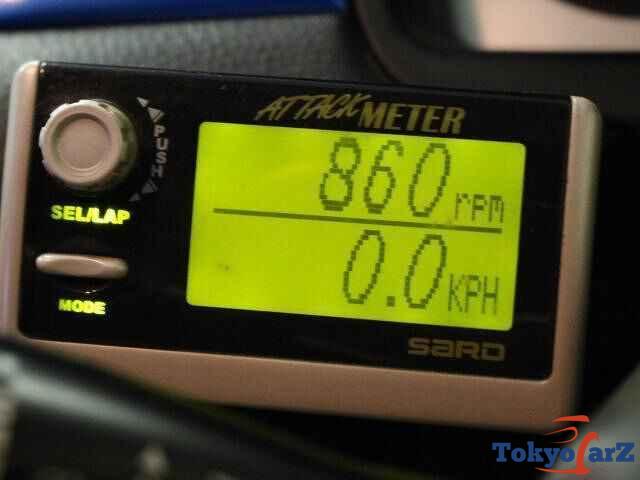 ATTACK METER
PUSH
860 rpm
SEL/LAP
0.0 KPH
MODE
SARD
TokyoCarZ